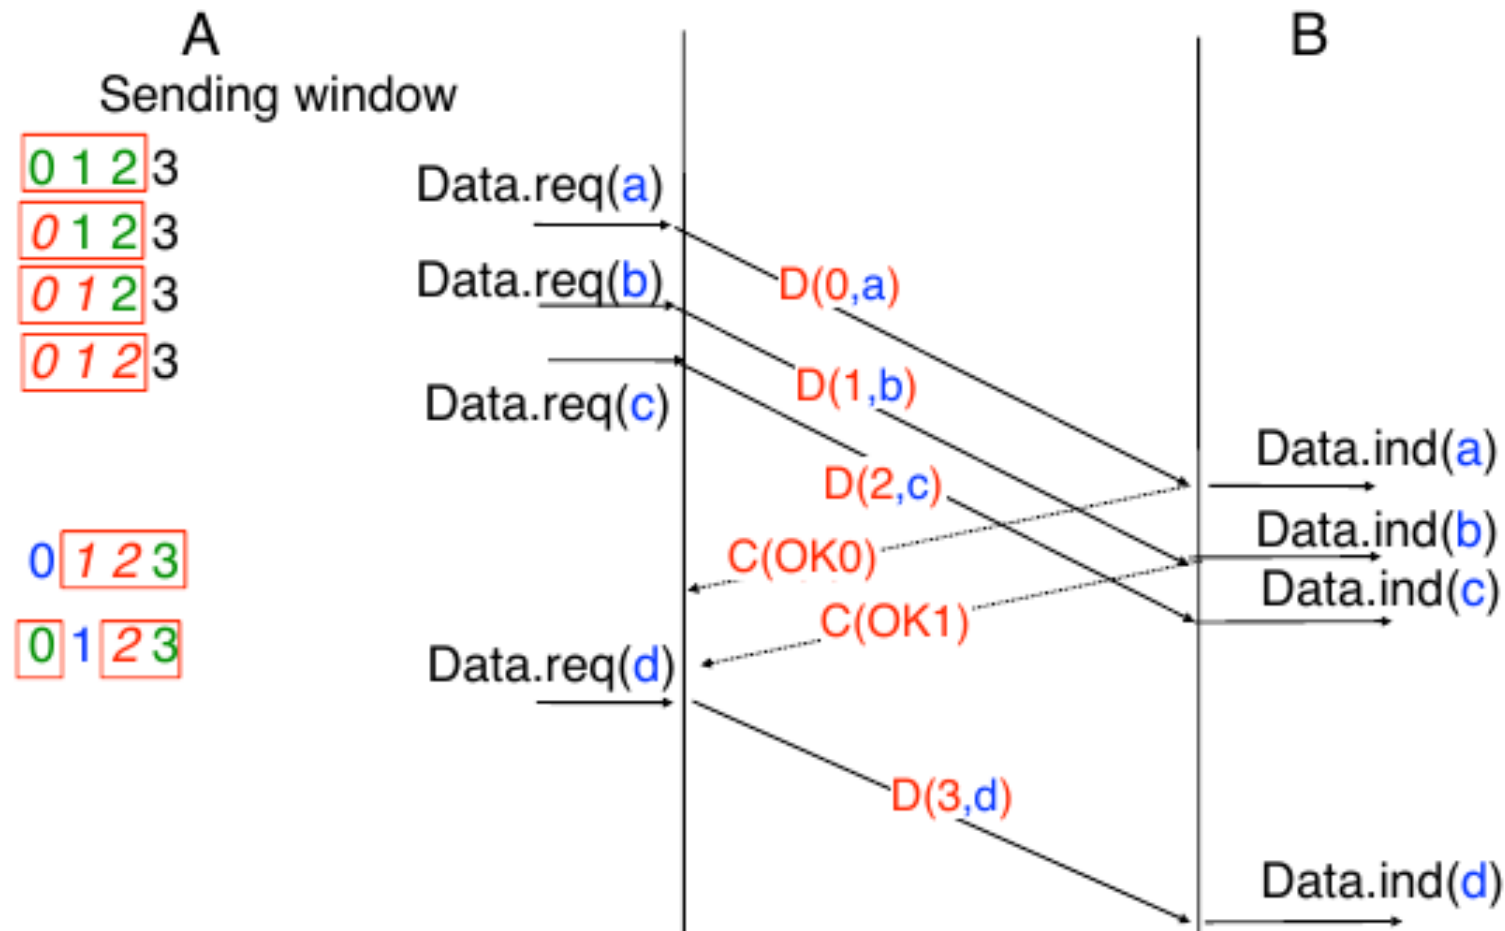 A
B
Sending window
0 1 2 3
Data.req(a)
0 1 2 3
Data.req(b)
D(0,a)
0 1 2 3
0 1 2 3
D(1,b)
Data.req(c)
Data.ind(a)
D(2,c)
Data.ind(b)
0 1 2 3
C(OK0)
Data.ind(c)
C(OK1)
0 1 2 3
Data.req(d)
D(3,d)
Data.ind(d)